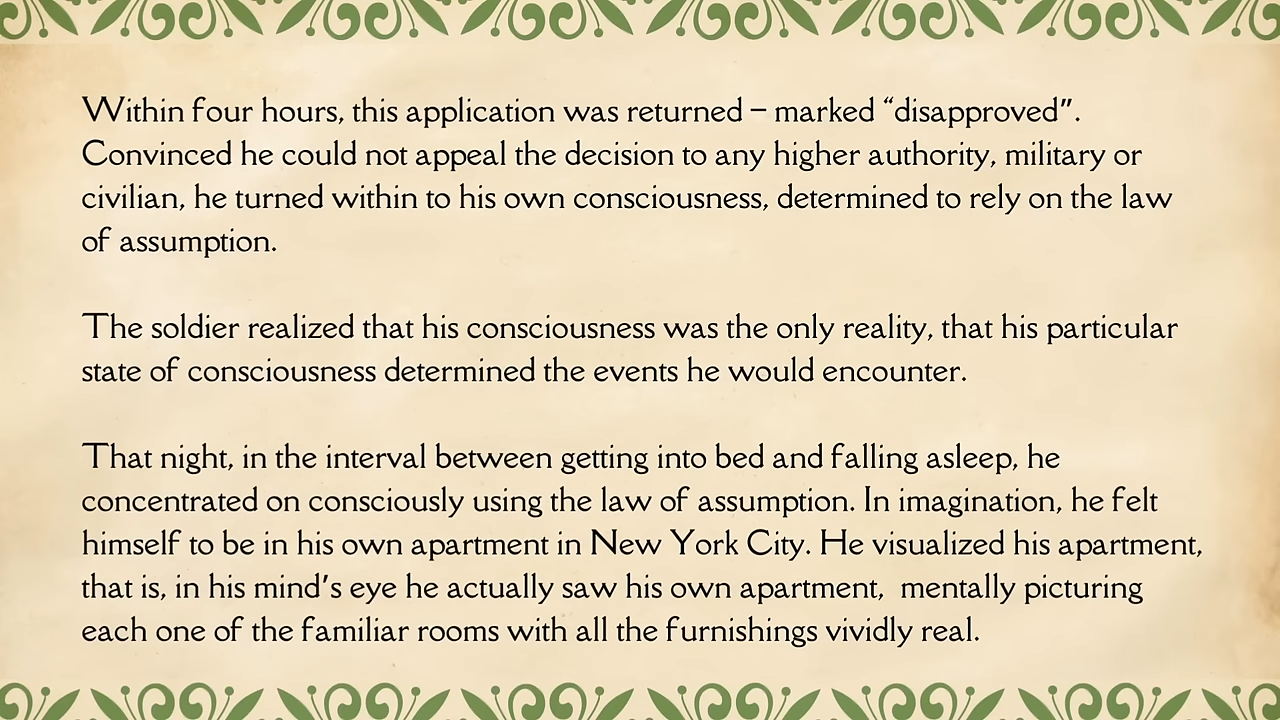 Within four hours, this application was returned – marked “disapproved”.
Convinced he could not appeal the decision to any higher authority, military or
civilian, he turned within to his own consciousness, determined to rely on the law
of assumption.
The soldier realized that his consciousness was the only reality, that his particular
state of consciousness determined the events he would encounter.
That night, in the interval between getting into bed and falling asleep, he
concentrated on consciously using the law of assumption. In imagination, he felt
himself to be in his own apartment in New York City. He visualized his apartment,
that is, in his mind's eye he actually saw his own apartment,  mentally picturing
each one of the familiar rooms with all the furnishings vividly real.